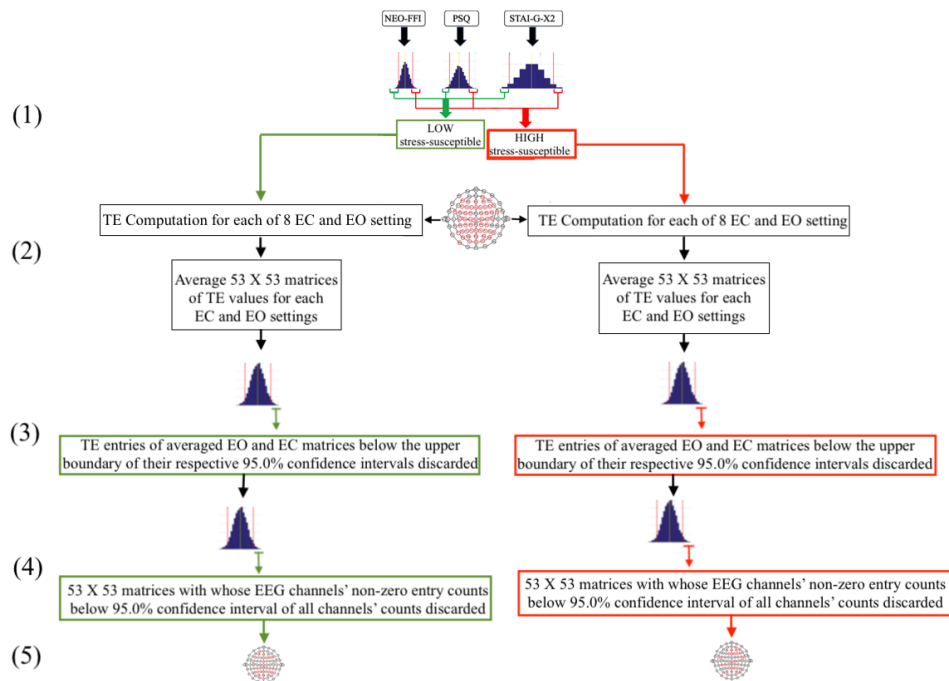 NEO-FFI
PSQ
STAI-G-X2
(1)
LOW
stress-susceptible
HIGH
stress-susceptible
TE Computation for each of 8 EC and EO setting
TE Computation for each of 8 EC and EO setting
(2)
Average 53 X 53 matrices
of TE values for each
EC and EO settings
Average 53 X 53 matrices
of TE values for each
EC and EO settings
(3)
TE entries of averaged EO and EC matrices below the upper
boundary of their respective 95.0% confidence intervals discarded
TE entries of averaged EO and EC matrices below the upper
boundary of their respective 95.0% confidence intervals discarded
(4)
53 X 53 matrices with whose EEG channels' non-zero entry counts
below 95.0% confidence interval of all channels' counts discarded
53 X 53 matrices with whose EEG channels' non-zero entry counts
below 95.0% confidence interval of all channels' counts discarded
(5)